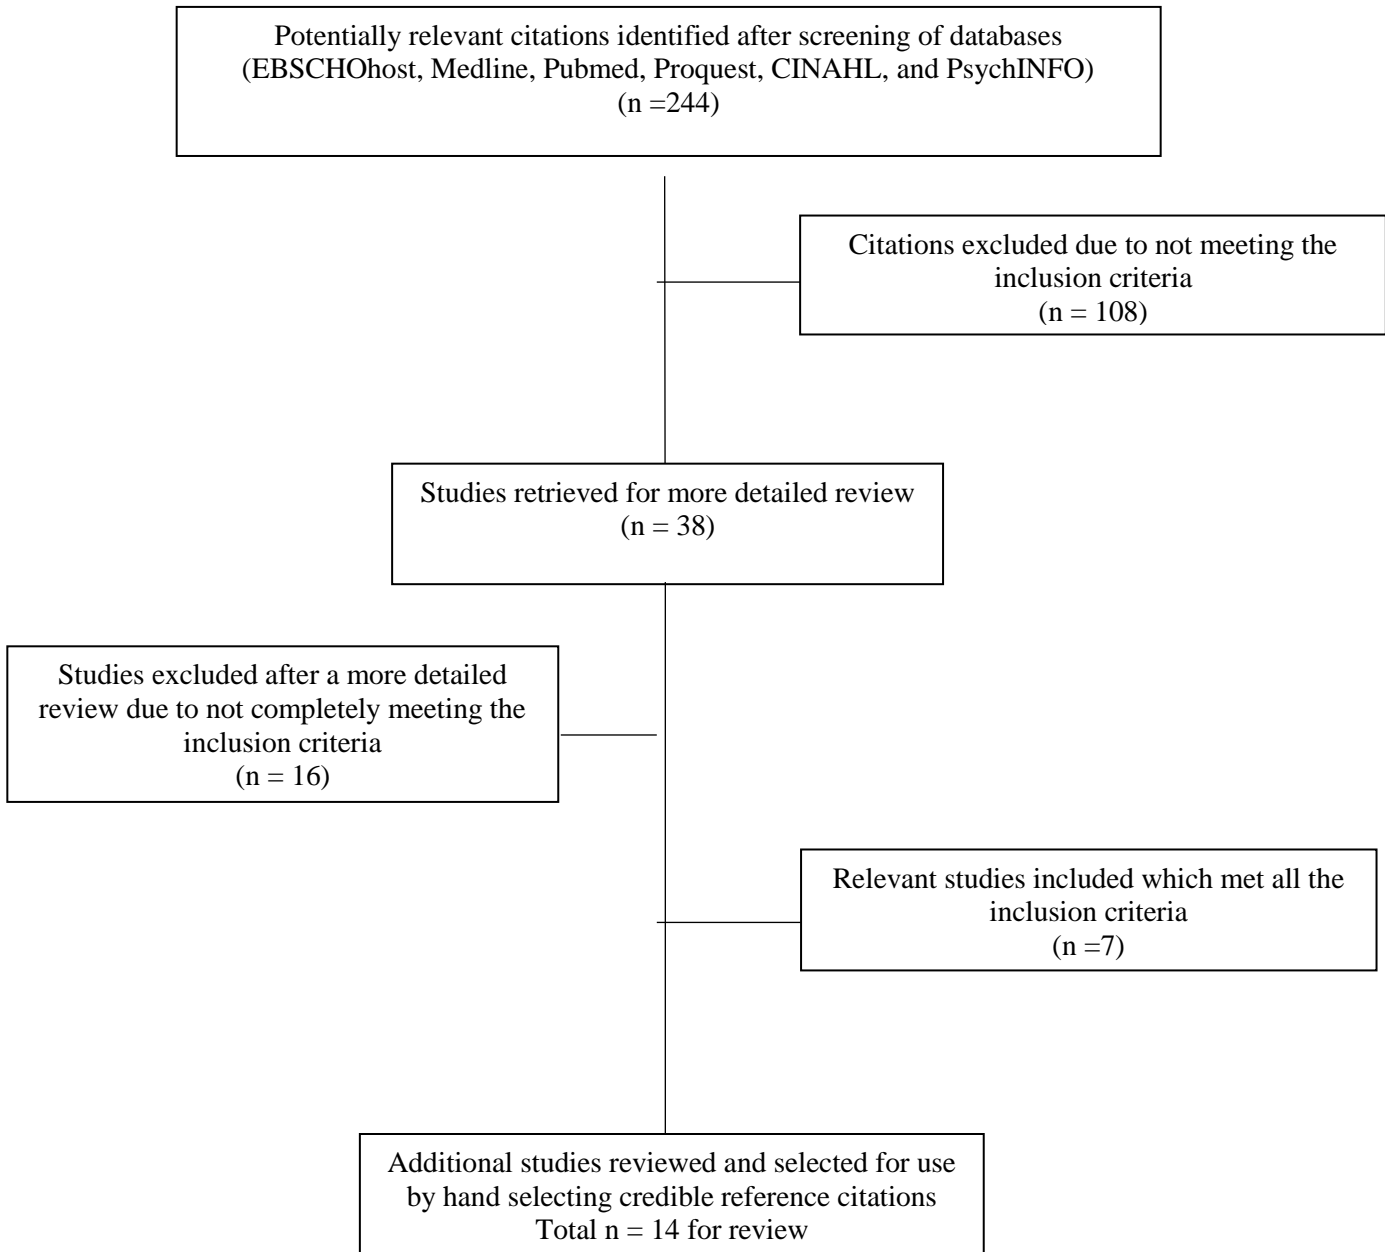 Potentially relevant citations identified after screening of databases
(EBSCHOhost, Medline, Pubmed, Proquest, CINAHL, and PsychINFO)
(n =244)
Citations excluded due to not meeting the
inclusion criteria
(n = 108)
Studies retrieved for more detailed review
(n = 38)
Studies excluded after a more detailed
review due to not completely meeting the
inclusion criteria
(n = 16)
Relevant studies included which met all the
inclusion criteria
(n =7)
Additional studies reviewed and selected for use
by hand selecting credible reference citations
Total n = 14 for review